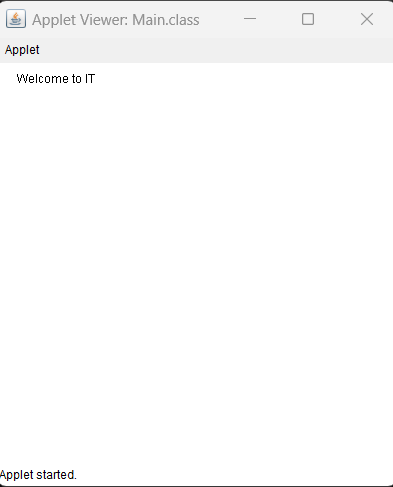 Applet Viewer: Main.class
Applet
Welcome to IT
Applet started.